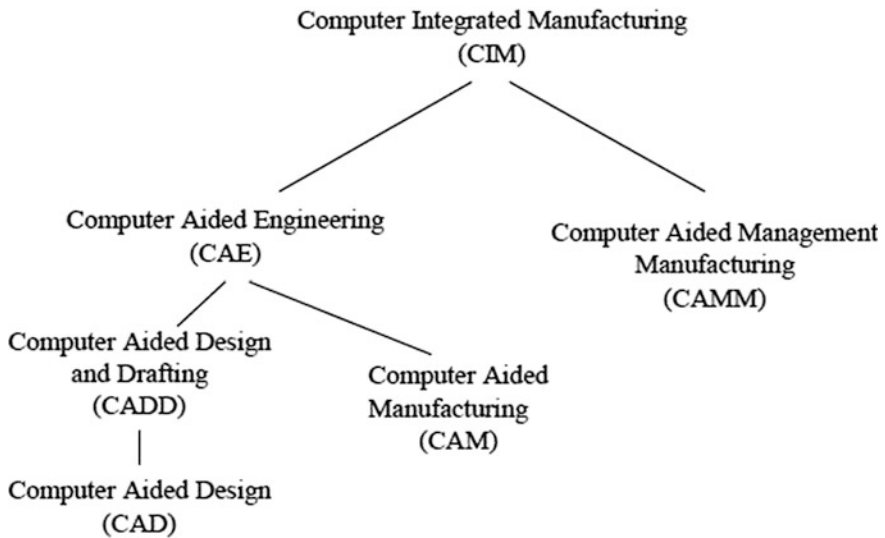 Computer Integrated Manufacturing
(CIM)
Computer Aided Engineering
(CAE)
Computer Aided Management
Manufacturing
(CAMM)
Computer Aided Design
and Drafting
(CADD)
Computer Aided
Manufacturing
(CAM)
Computer Aided Design
(CAD)